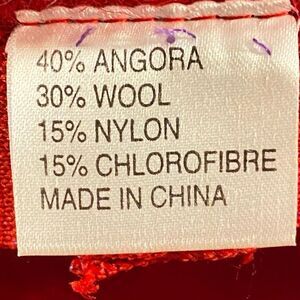 40% ANGORA
30% WOOL
15% NYLON
15% CHLOROFIBRE
MADE IN CHINA